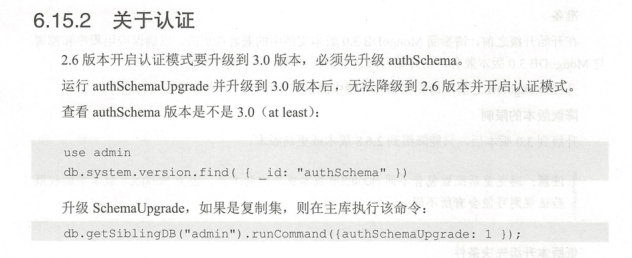 6.15.2 关于认证
2.6 版本开启认证模式要升级到 3.0 版本，必须先升级 authSchema。
运行 authSchemaUpgrade 并升级到 3.0 版本后，无法降级到 2.6 版本并开启认证模式。
查看 authSchema 版本是不是 3.0（at least）：
use admin
db.system.version.find( { _id: "authSchema" })
升级 SchemaUpgrade，如果是复制集，则在主库执行该命令：
db.getSiblingDB("admin").runCommand({authSchemaUpgrade: 1 });